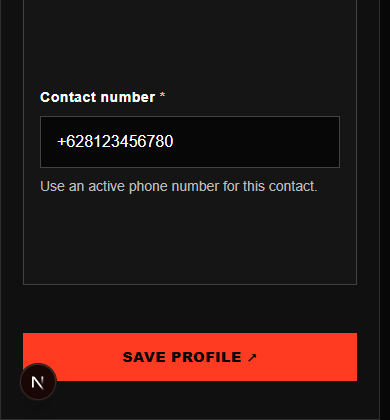 Contact number *
+628123456780
Use an active phone number for this contact.
SAVE PROFILE ↗
N